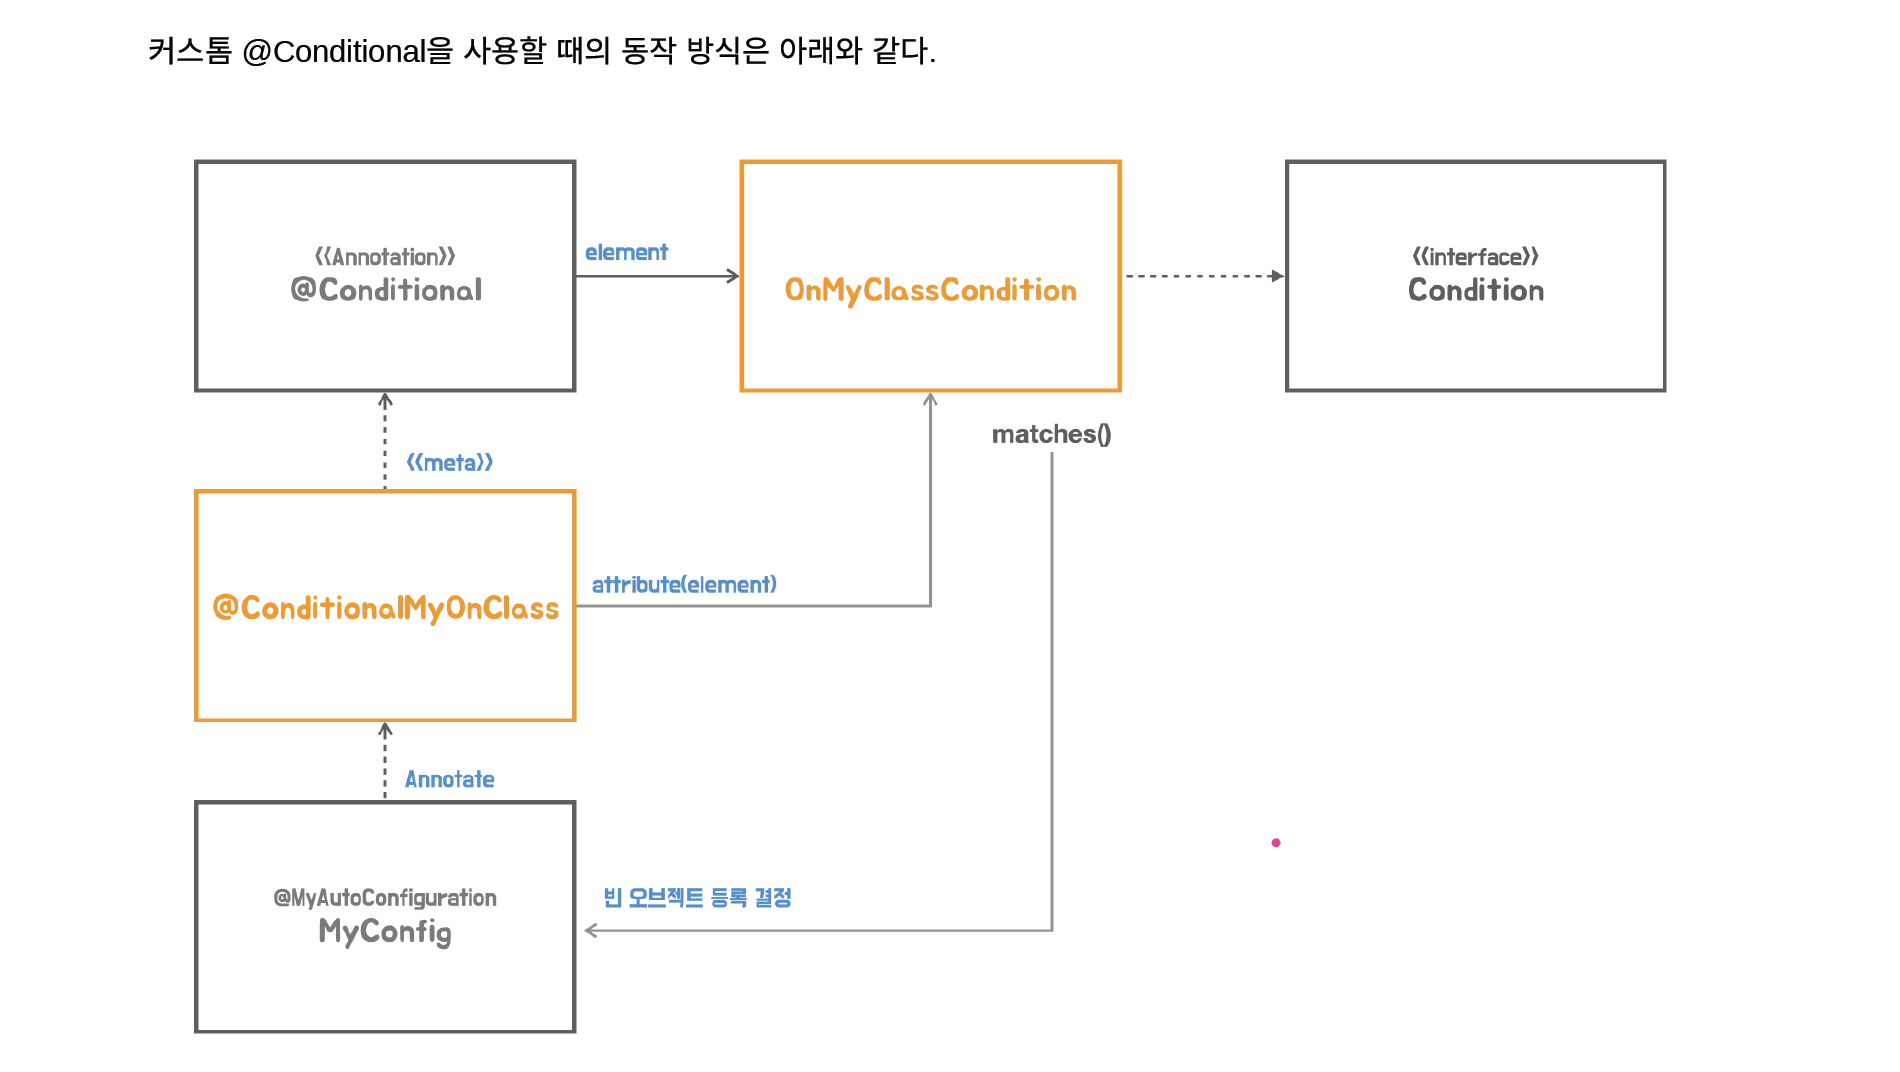 커스톰 @Conditional을 사용할 때의 동작 방식은 아래와 같다.
《Annotation》
@Conditional
element
OnMyClassCondition
《interface》
Condition
matches()
《meta》
@ConditionalMyOnClass
attribute(element)
Annotate
@MyAutoConfiguration
MyConfig
빈 오브젝트 등록 결정